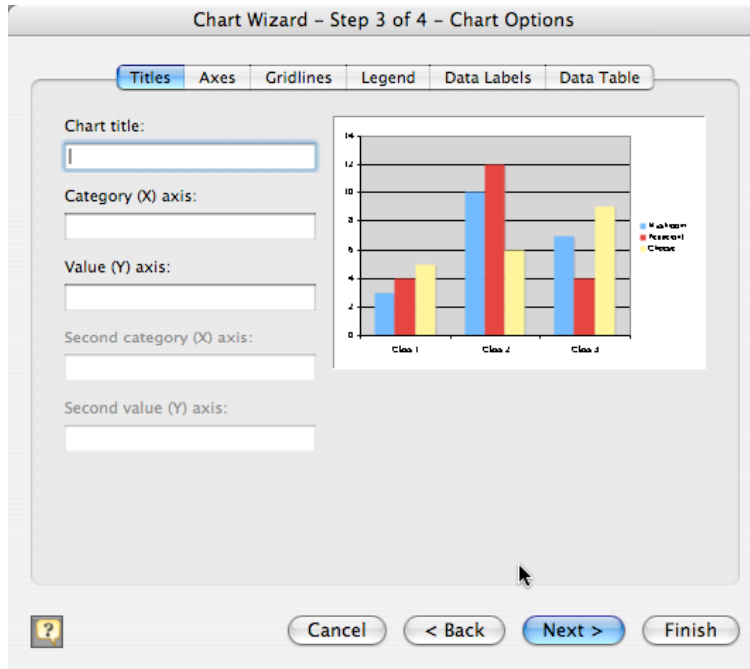 Chart Wizard – Step 3 of 4 – Chart Options
Titles Axes Gridlines Legend Data Labels Data Table
Chart title:
Category (X) axis:
Value (Y) axis:
Second category (X) axis:
Second value (Y) axis:
14
12
10
8
6
4
2
0
Class 1 Class 2 Class 3
Mushroom
Cheese
?
Cancel
< Back
Next >
Finish